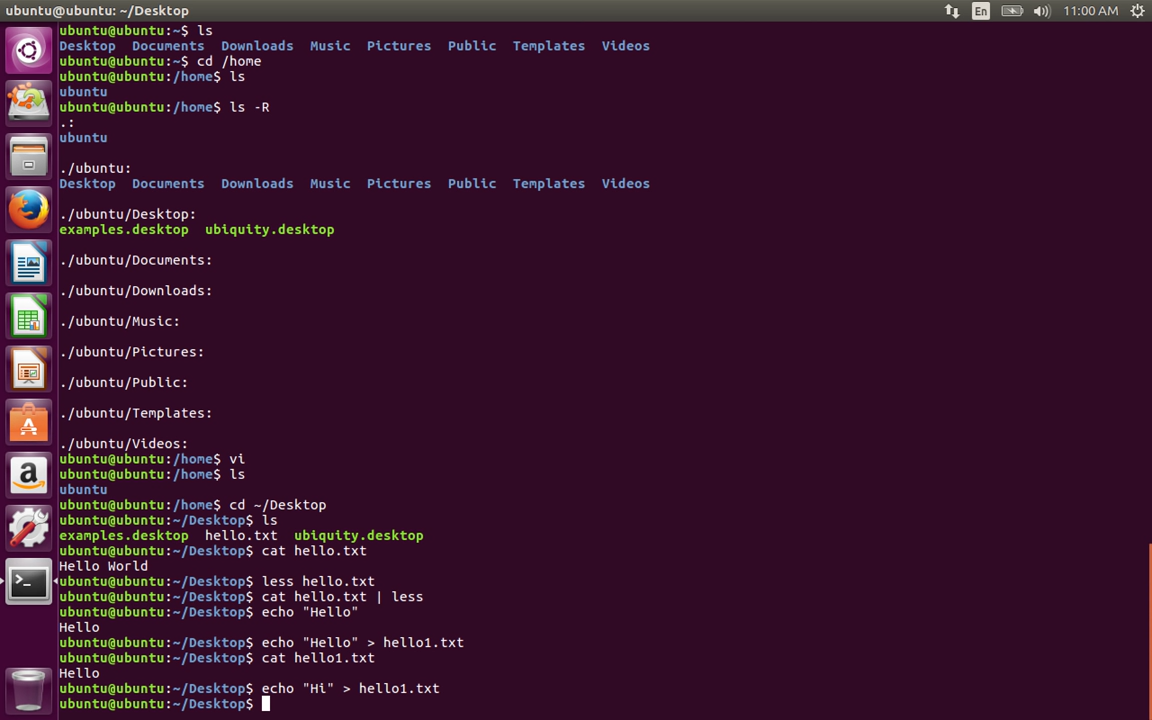 ubuntu@ubuntu: ~/Desktop
En
11:00 AM
ubuntu@ubuntu:~$ ls
Desktop  Documents  Downloads  Music  Pictures  Public  Templates  Videos
ubuntu@ubuntu:~$ cd /home
ubuntu@ubuntu:/home$ ls
ubuntu
ubuntu@ubuntu:/home$ ls -R
.:
ubuntu

./ubuntu:
Desktop  Documents  Downloads  Music  Pictures  Public  Templates  Videos

./ubuntu/Desktop:
examples.desktop  ubiquity.desktop

./ubuntu/Documents:

./ubuntu/Downloads:

./ubuntu/Music:

./ubuntu/Pictures:

./ubuntu/Public:

./ubuntu/Templates:

./ubuntu/Videos:
ubuntu@ubuntu:/home$ vi
ubuntu@ubuntu:/home$ ls
ubuntu
ubuntu@ubuntu:/home$ cd ~/Desktop
ubuntu@ubuntu:~/Desktop$ ls
examples.desktop  hello.txt  ubiquity.desktop
ubuntu@ubuntu:~/Desktop$ cat hello.txt
Hello World
ubuntu@ubuntu:~/Desktop$ less hello.txt
ubuntu@ubuntu:~/Desktop$ cat hello.txt | less
ubuntu@ubuntu:~/Desktop$ echo "Hello"
Hello
ubuntu@ubuntu:~/Desktop$ echo "Hello" > hello1.txt
ubuntu@ubuntu:~/Desktop$ cat hello1.txt
Hello
ubuntu@ubuntu:~/Desktop$ echo "Hi" > hello1.txt
ubuntu@ubuntu:~/Desktop$